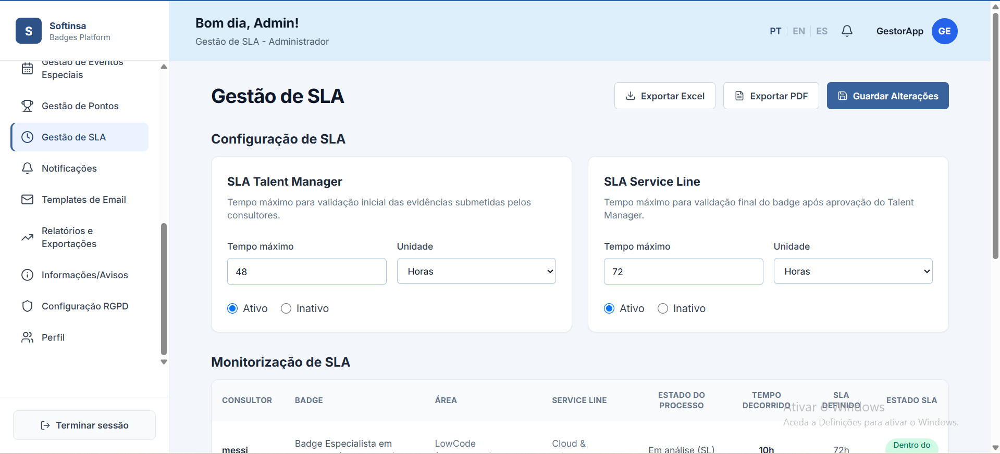 S
Softinsa
Badges Platform
Gestão de Eventos
Especiais
Gestão de Pontos
Gestão de SLA
Notificações
Templates de Email
Relatórios e
Exportações
Informações/Avisos
Configuração RGPD
Perfil
Terminar sessão
Bom dia, Admin!
Gestão de SLA - Administrador
PT EN ES
GestorApp
GE
Gestão de SLA
Exportar Excel
Exportar PDF
Guardar Alterações
Configuração de SLA
SLA Talent Manager
Tempo máximo para validação inicial das evidências submetidas pelos
consultores.
Tempo máximo
Unidade
48
Horas
Ativo
Inativo
SLA Service Line
Tempo máximo para validação final do badge após aprovação do Talent
Manager.
Tempo máximo
Unidade
72
Horas
Ativo
Inativo
Monitorização de SLA
CONSULTOR
BADGE
ÁREA
SERVICE LINE
ESTADO DO
PROCESSO
TEMPO
DECORRIDO
SLA
DEFINIDO
ESTADO SLA
messi
Badge Especialista em
LowCode
Cloud &
Em análise (SL)
10h
72h
Dentro do
Ativar o Windows
Aceda a Definições para ativar o Windows.